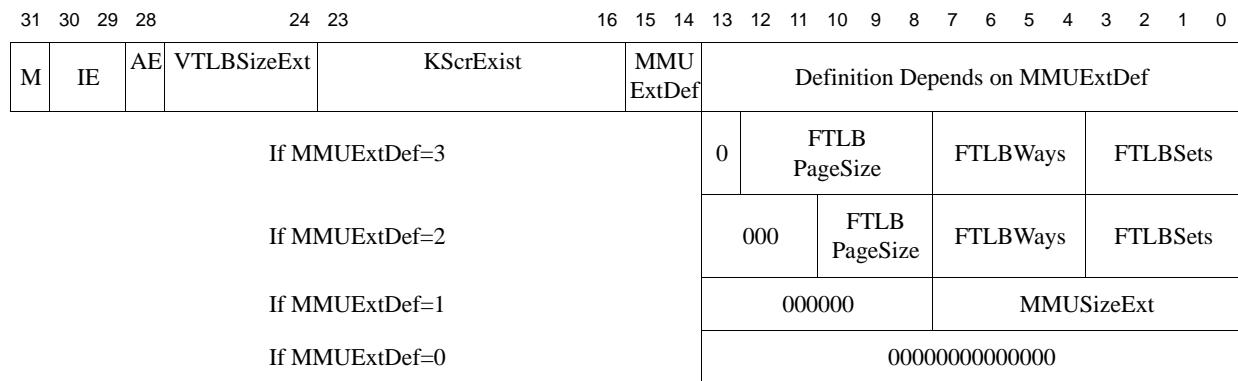 31 30 29 28 24 23 16 15 14 13 12 11 10 9 8 7 6 5 4 3 2 1 0
M IE AE VTLBSizeExt KScrExist MMU ExtDef Definition Depends on MMUExtDef
If MMUExtDef=3 0 FTLB PageSize FTLBWays FTLBSets
If MMUExtDef=2 000 FTLB PageSize FTLBWays FTLBSets
If MMUExtDef=1 000000 MMUSizeExt
If MMUExtDef=0 00000000000000